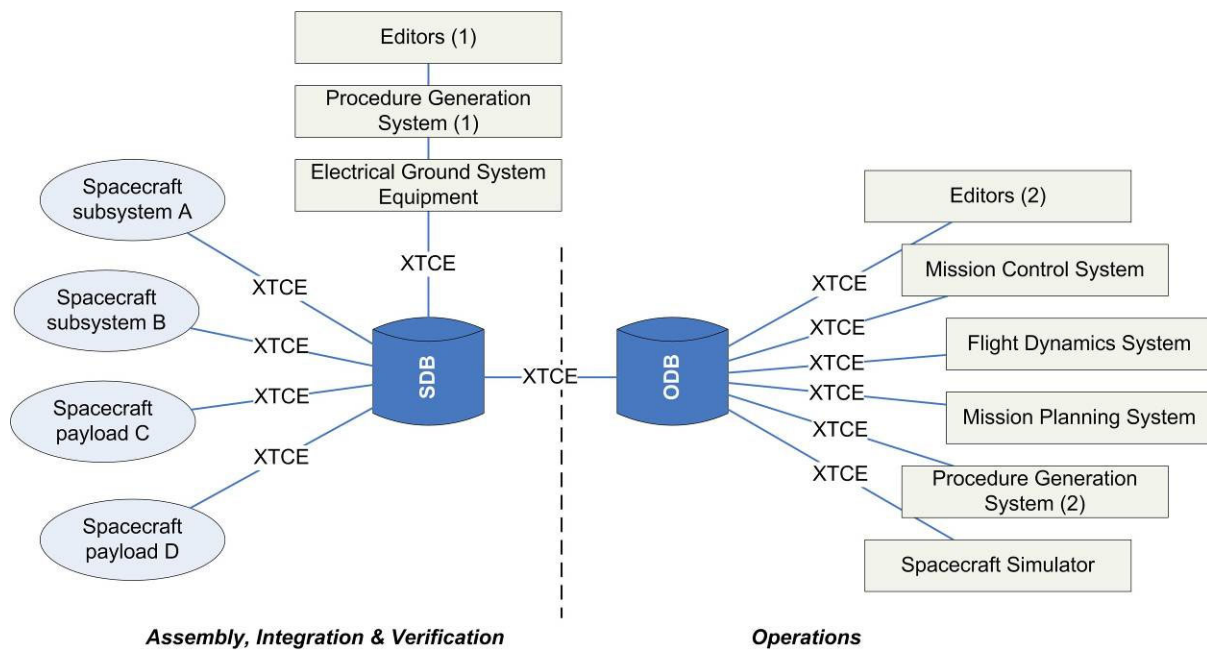 Editors (1)
Procedure Generation
System (1)
Electrical Ground System
Equipment
Spacecraft
subsystem A
Spacecraft
subsystem B
Spacecraft
payload C
Spacecraft
payload D
XTCE
XTCE
XTCE
XTCE
XTCE
SDB
XTCE
ODB
XTCE
XTCE
XTCE
XTCE
XTCE
XTCE
Editors (2)
Mission Control System
Flight Dynamics System
Mission Planning System
Procedure Generation
System (2)
Spacecraft Simulator
Assembly, Integration & Verification
Operations